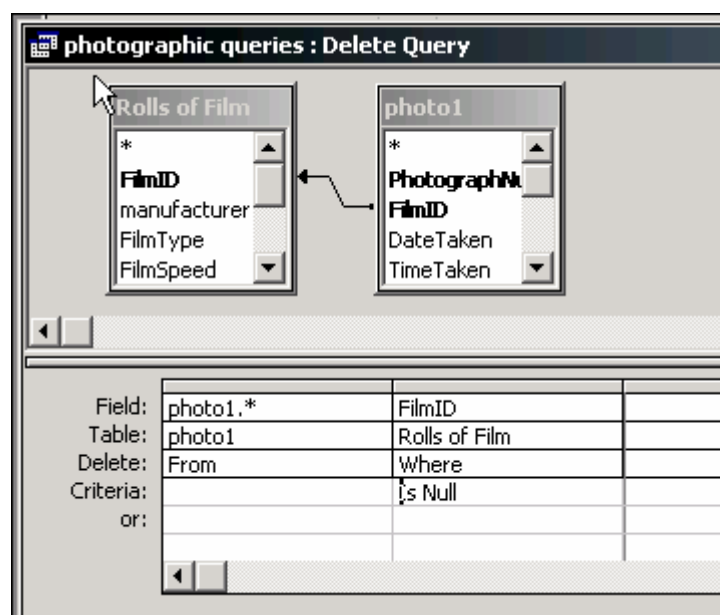 photographic queries : Delete Query
Rolls of Film
*
FilmID
manufacturer
FilmType
FilmSpeed
photo1
*
PhotographNu
FilmID
DateTaken
TimeTaken
Field: photo1.* FilmID
Table: photo1 Rolls of Film
Delete: From Where
Criteria: Is Null
or: